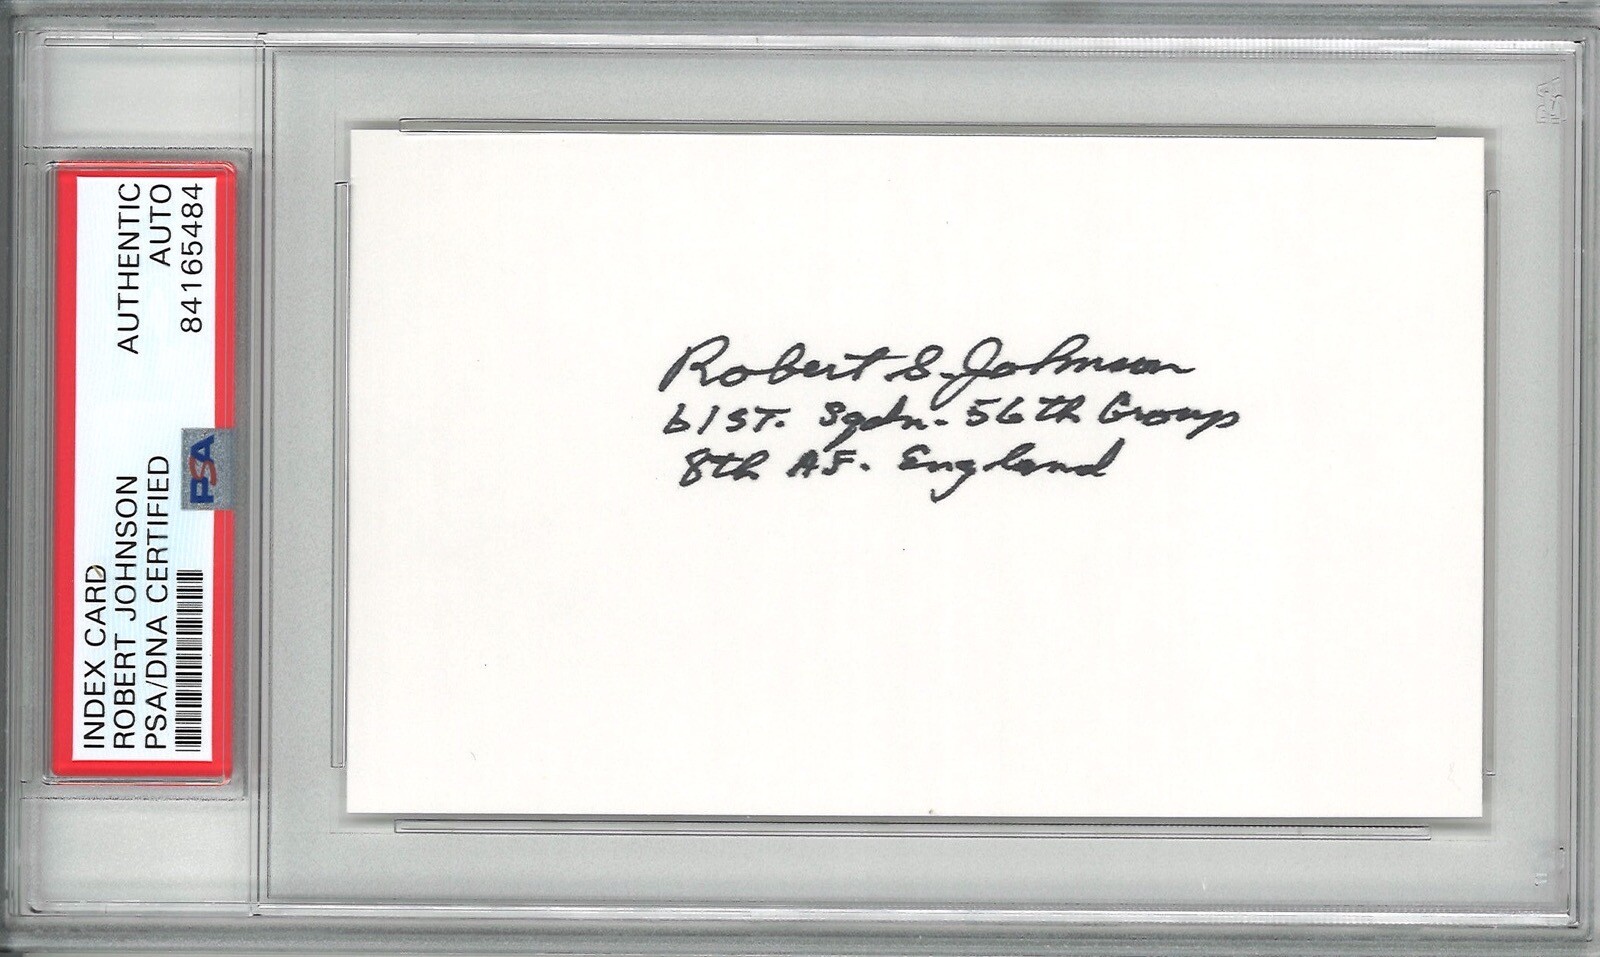 INDEX CARD
ROBERT JOHNSON
PSA/DNA CERTIFIED
AUTHENTIC
AUTO
84165484
PSA
Robert S. Johnson
61ST. Sqdn. - 56th Group
8th AF. England